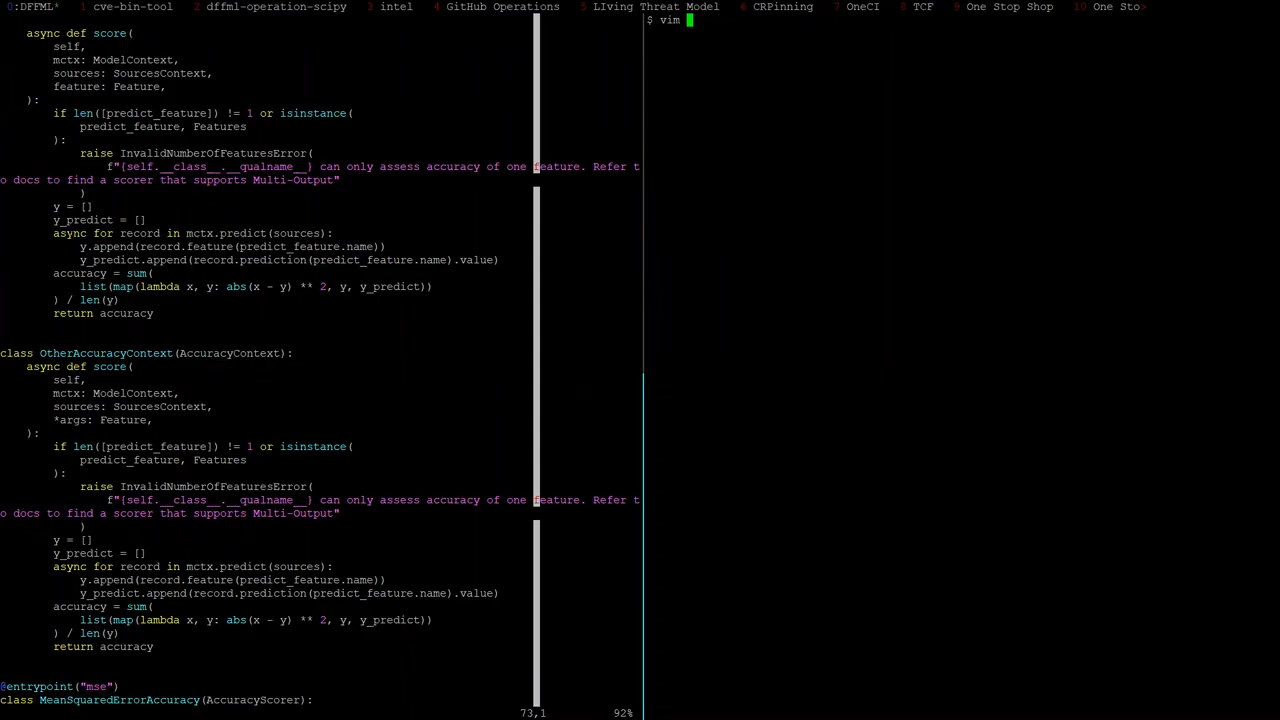 0:DFFML* 1 cve-bin-tool 2 dffml-operation-scipy 3 intel 4 GitHub Operations 5 LIving Threat Model 6 CRPinning 7 OneCI 8 TCF 9 One Stop Shop 10 One Sto>
async def score(
self,
mctx: ModelContext,
sources: SourcesContext,
feature: Feature,
):
if len([predict_feature]) != 1 or isinstance(
predict_feature, Features
):
raise InvalidNumberOfFeaturesError(
f"{self.__class__.__qualname__} can only assess accuracy of one feature. Refer t
o docs to find a scorer that supports Multi-Output"
)
y = []
y_predict = []
async for record in mctx.predict(sources):
y.append(record.feature(predict_feature.name))
y_predict.append(record.prediction(predict_feature.name).value)
accuracy = sum(
list(map(lambda x, y: abs(x - y) ** 2, y, y_predict))
) / len(y)
return accuracy
class OtherAccuracyContext(AccuracyContext):
async def score(
self,
mctx: ModelContext,
sources: SourcesContext,
*args: Feature,
):
if len([predict_feature]) != 1 or isinstance(
predict_feature, Features
):
raise InvalidNumberOfFeaturesError(
f"{self.__class__.__qualname__} can only assess accuracy of one feature. Refer t
o docs to find a scorer that supports Multi-Output"
)
y = []
y_predict = []
async for record in mctx.predict(sources):
y.append(record.feature(predict_feature.name))
y_predict.append(record.prediction(predict_feature.name).value)
accuracy = sum(
list(map(lambda x, y: abs(x - y) ** 2, y, y_predict))
) / len(y)
return accuracy
@entrypoint("mse")
class MeanSquaredErrorAccuracy(AccuracyScorer):
73,1 92%
$ vim